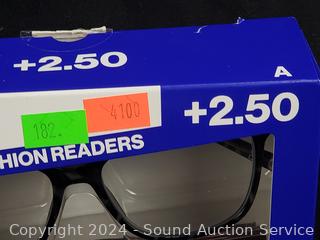 +2.50
A
4100
182.
+2.50
HION READERS
Copyright 2024 - Sound Auction Service